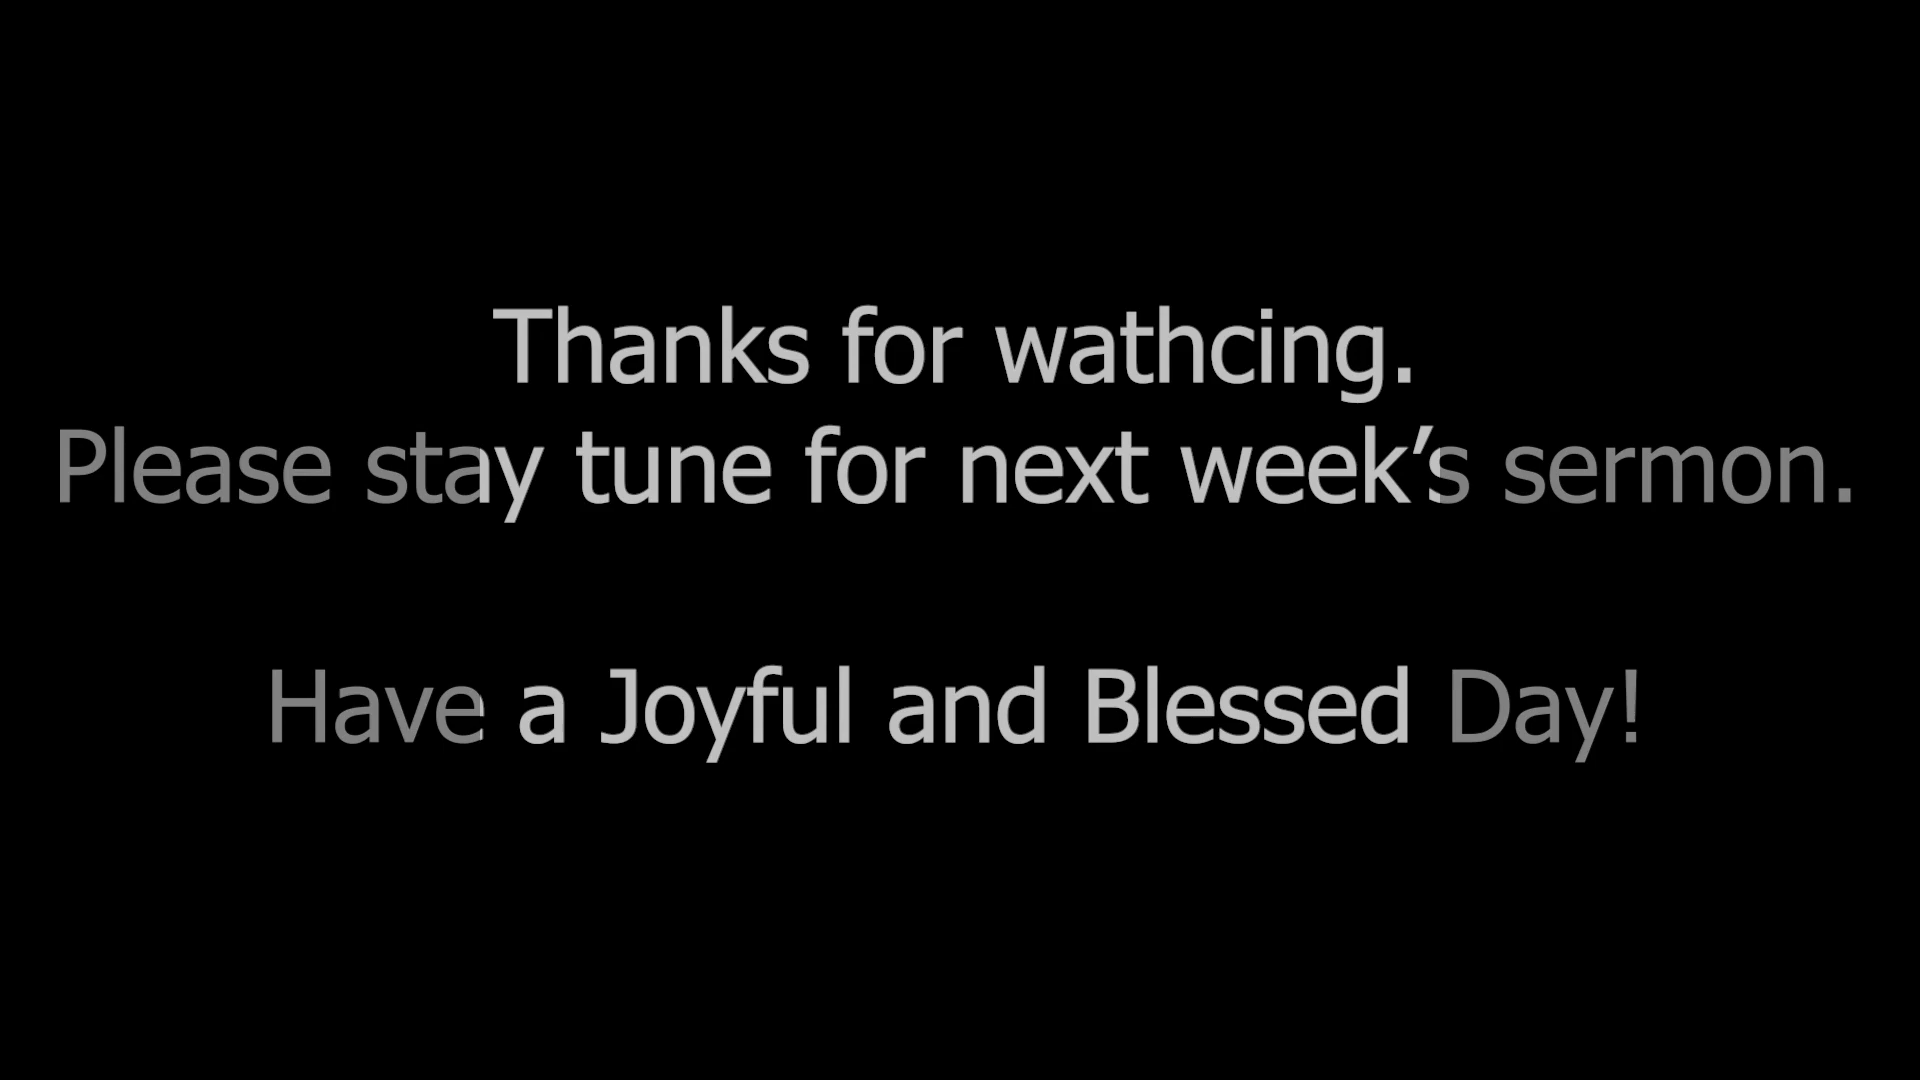 Thanks for wathcing.
Please stay tune for next week’s sermon.
Have a Joyful and Blessed Day!